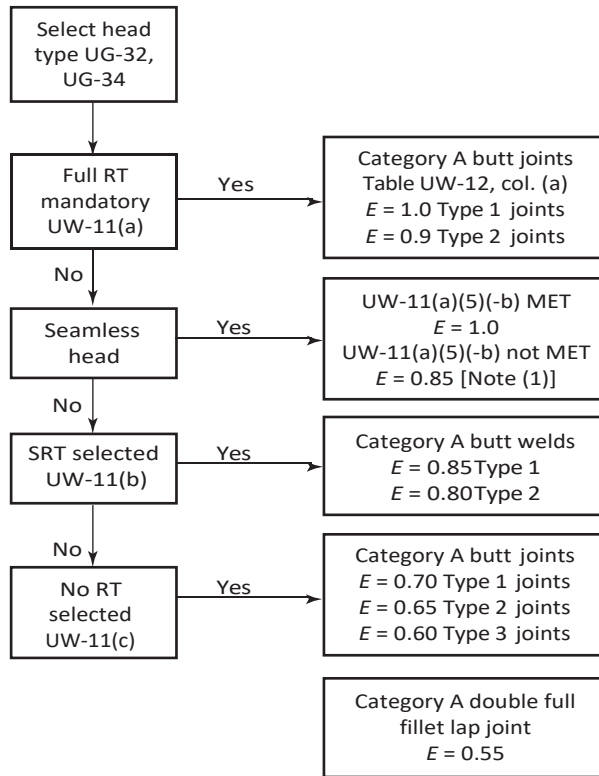 Select head
type UG-32,
UG-34
Full RT
mandatory
UW-11(a)
Yes
Category A butt joints
Table UW-12, col. (a)
E = 1.0 Type 1 joints
E = 0.9 Type 2 joints
No
Seamless
head
Yes
UW-11(a)(5)(-b) MET
E = 1.0
UW-11(a)(5)(-b) not MET
E = 0.85 [Note (1)]
No
SRT selected
UW-11(b)
Yes
Category A butt welds
E = 0.85 Type 1
E = 0.80 Type 2
No
No RT
selected
UW-11(c)
Yes
Category A butt joints
E = 0.70 Type 1 joints
E = 0.65 Type 2 joints
E = 0.60 Type 3 joints
Category A double full
fillet lap joint
E = 0.55